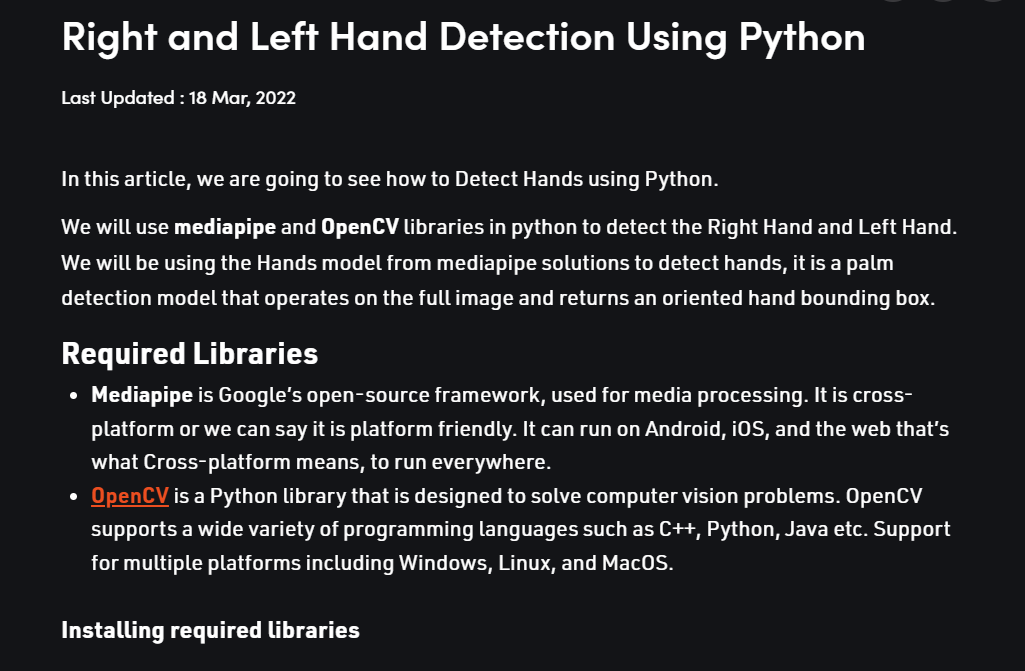 Right and Left Hand Detection Using Python
Last Updated : 18 Mar, 2022
In this article, we are going to see how to Detect Hands using Python.
We will use mediapipe and OpenCV libraries in python to detect the Right Hand and Left Hand.
We will be using the Hands model from mediapipe solutions to detect hands, it is a palm
detection model that operates on the full image and returns an oriented hand bounding box.
Required Libraries
• Mediapipe is Google’s open-source framework, used for media processing. It is cross-
platform or we can say it is platform friendly. It can run on Android, iOS, and the web that’s
what Cross-platform means, to run everywhere.
• OpenCV is a Python library that is designed to solve computer vision problems. OpenCV
supports a wide variety of programming languages such as C++, Python, Java etc. Support
for multiple platforms including Windows, Linux, and MacOS.
Installing required libraries